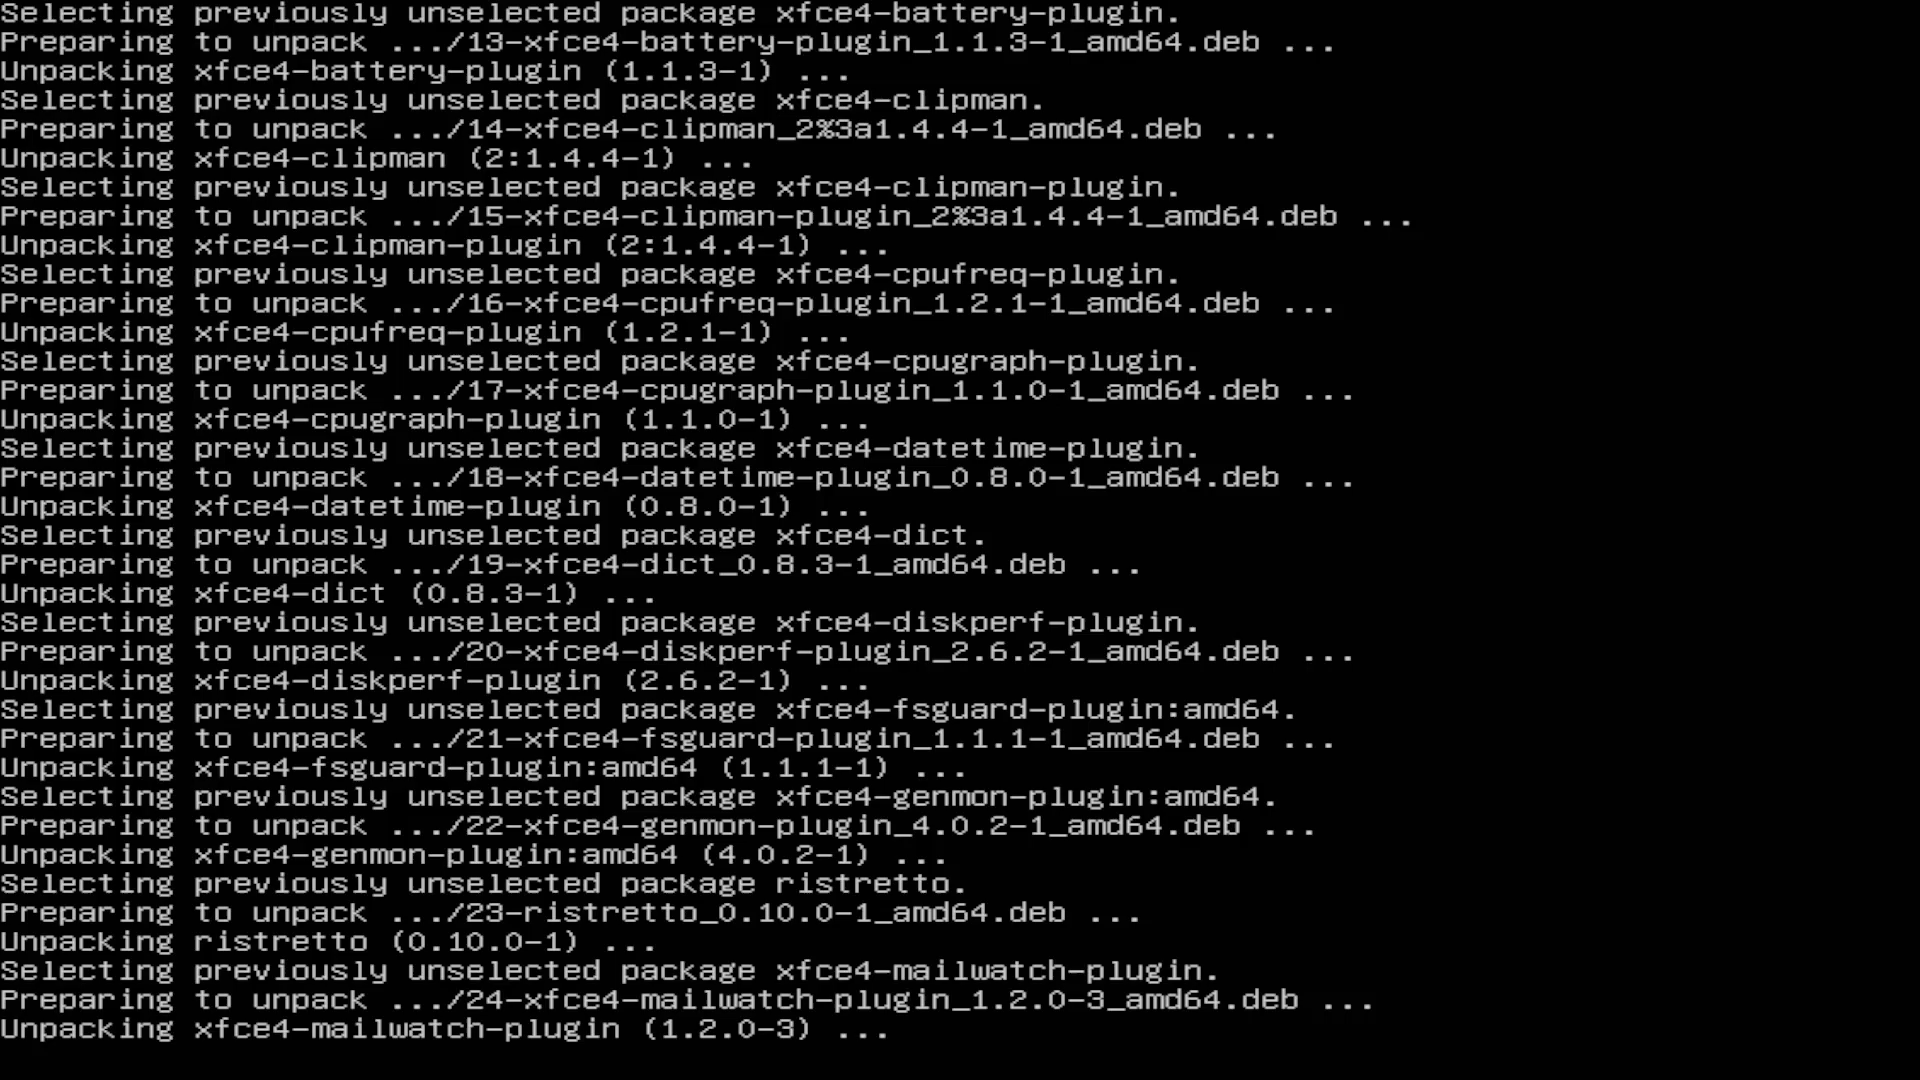 Selecting previously unselected package xfce4-battery-plugin.
Preparing to unpack .../13-xfce4-battery-plugin_1.1.3-1_amd64.deb ...
Unpacking xfce4-battery-plugin (1.1.3-1) ...
Selecting previously unselected package xfce4-clipman.
Preparing to unpack .../14-xfce4-clipman_2%3a1.4.4-1_amd64.deb ...
Unpacking xfce4-clipman (2:1.4.4-1) ...
Selecting previously unselected package xfce4-clipman-plugin.
Preparing to unpack .../15-xfce4-clipman-plugin_2%3a1.4.4-1_amd64.deb ...
Unpacking xfce4-clipman-plugin (2:1.4.4-1) ...
Selecting previously unselected package xfce4-cpufreq-plugin.
Preparing to unpack .../16-xfce4-cpufreq-plugin_1.2.1-1_amd64.deb ...
Unpacking xfce4-cpufreq-plugin (1.2.1-1) ...
Selecting previously unselected package xfce4-cpugraph-plugin.
Preparing to unpack .../17-xfce4-cpugraph-plugin_1.1.0-1_amd64.deb ...
Unpacking xfce4-cpugraph-plugin (1.1.0-1) ...
Selecting previously unselected package xfce4-datetime-plugin.
Preparing to unpack .../18-xfce4-datetime-plugin_0.8.0-1_amd64.deb ...
Unpacking xfce4-datetime-plugin (0.8.0-1) ...
Selecting previously unselected package xfce4-dict.
Preparing to unpack .../19-xfce4-dict_0.8.3-1_amd64.deb ...
Unpacking xfce4-dict (0.8.3-1) ...
Selecting previously unselected package xfce4-diskperf-plugin.
Preparing to unpack .../20-xfce4-diskperf-plugin_2.6.2-1_amd64.deb ...
Unpacking xfce4-diskperf-plugin (2.6.2-1) ...
Selecting previously unselected package xfce4-fsguard-plugin:amd64.
Preparing to unpack .../21-xfce4-fsguard-plugin_1.1.1-1_amd64.deb ...
Unpacking xfce4-fsguard-plugin:amd64 (1.1.1-1) ...
Selecting previously unselected package xfce4-genmon-plugin:amd64.
Preparing to unpack .../22-xfce4-genmon-plugin_4.0.2-1_amd64.deb ...
Unpacking xfce4-genmon-plugin:amd64 (4.0.2-1) ...
Selecting previously unselected package ristretto.
Preparing to unpack .../23-ristretto_0.10.0-1_amd64.deb ...
Unpacking ristretto (0.10.0-1) ...
Selecting previously unselected package xfce4-mailwatch-plugin.
Preparing to unpack .../24-xfce4-mailwatch-plugin_1.2.0-3_amd64.deb ...
Unpacking xfce4-mailwatch-plugin (1.2.0-3) ...